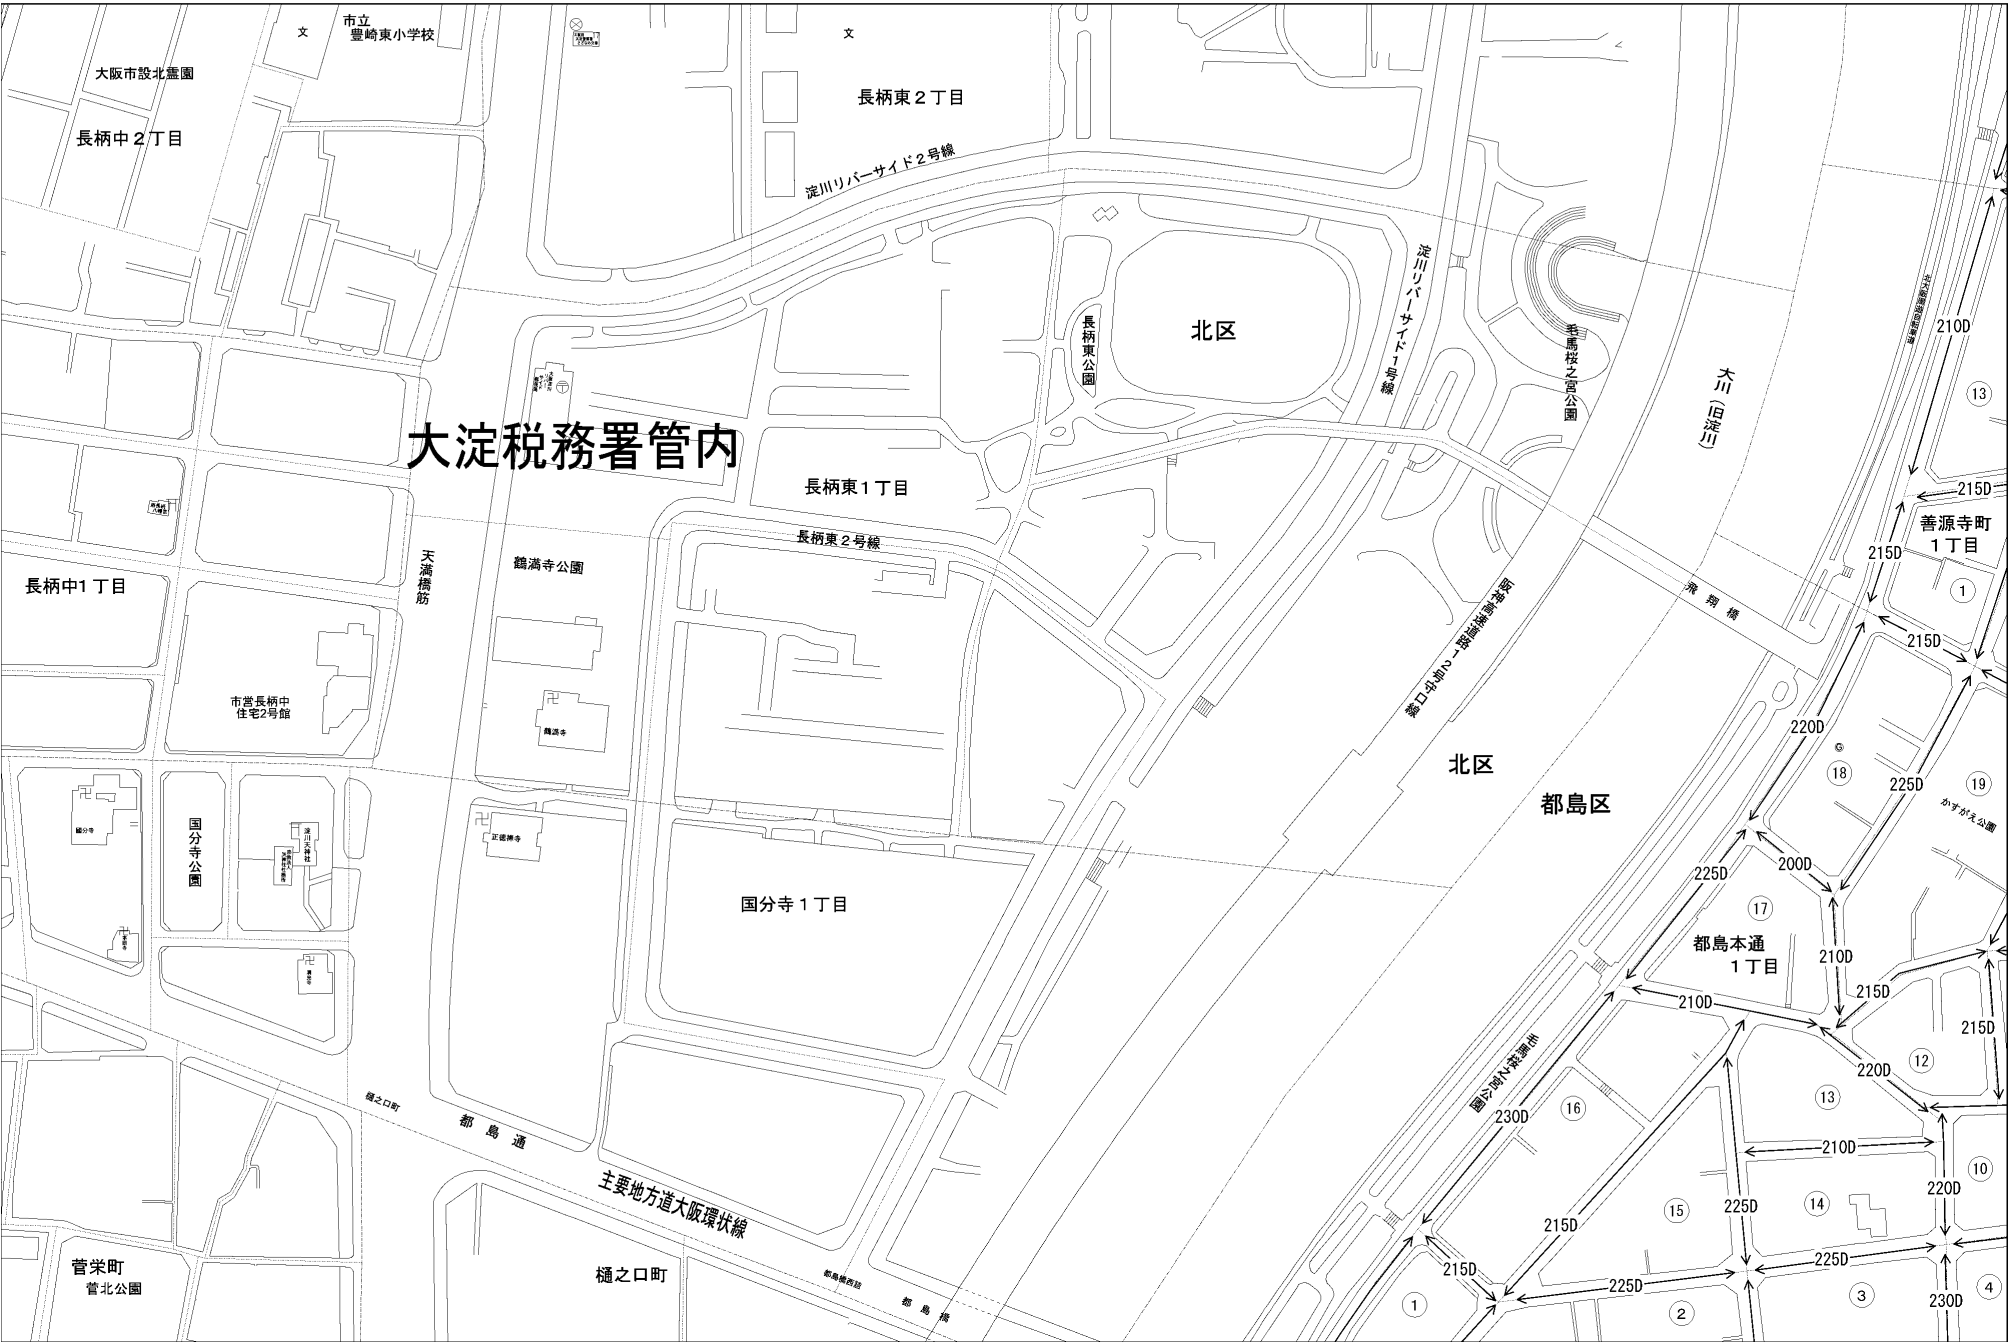 市立
豊崎東小学校
文
文
大阪市設北霊園
長柄中２丁目
長柄東２丁目
淀川リバーサイド２号線
淀川リバーサイド１号線
長柄東公園
北区
毛馬桜之宮公園
大川（旧淀川）
210D
13
大淀税務署管内
長柄東１丁目
215D
善源寺町
１丁目
長柄東２号線
215D
天満橋筋
鶴満寺公園
長柄中１丁目
1
阪神高速道路１２号守口線
飛翔橋
215D
市営長柄中
住宅2号館
鶴満寺
220D
G
18
225D
19
かすがえ公園
北区
都島区
国分寺
国分寺公園
淀川天神社
正徳禅寺
225D
200D
国分寺１丁目
17
都島本通
１丁目
210D
215D
210D
215D
毛馬桜之宮公園
12
220D
13
16
230D
樋之口町
都島通
210D
10
220D
主要地方道大阪環状線
225D
14
15
215D
225D
菅栄町
菅北公園
樋之口町
都島橋西詰
都島橋
215D
225D
1
2
3
4
230D